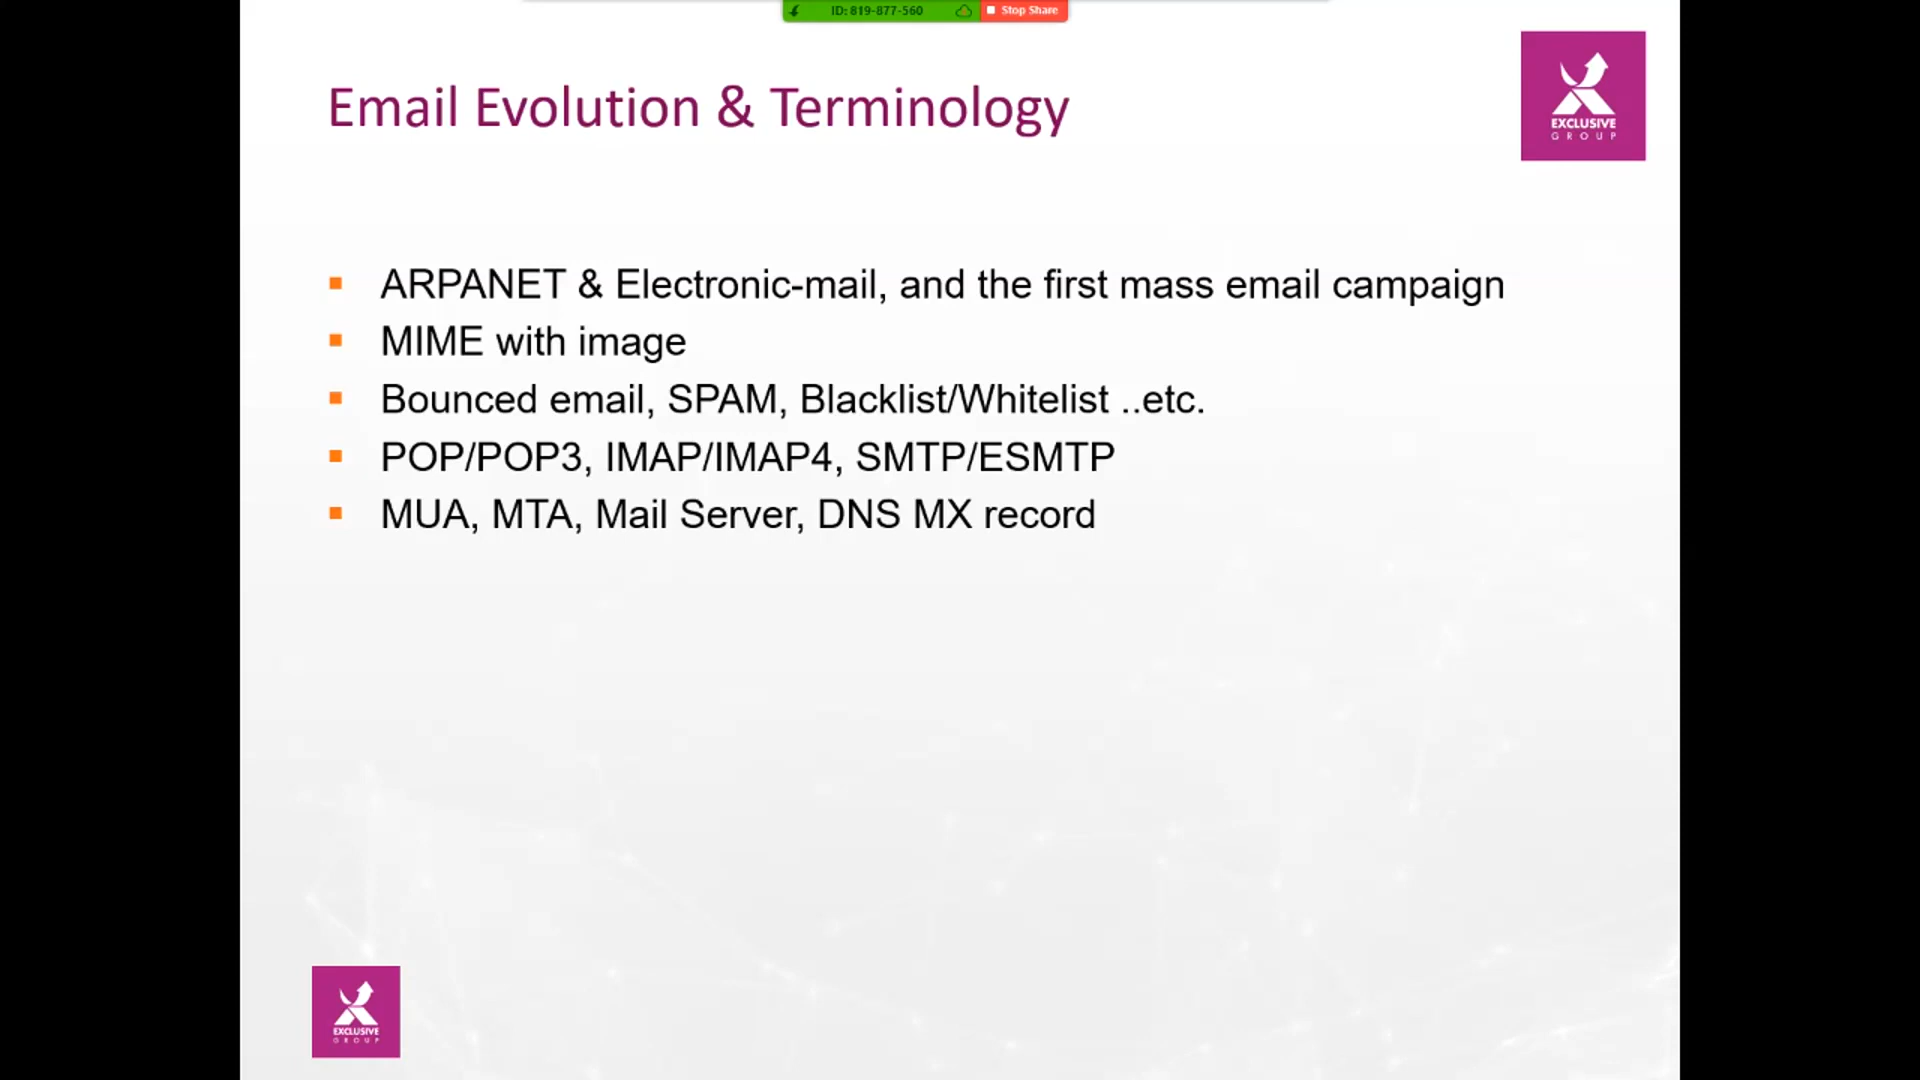 ID: 819-877-560
Stop Share
Email Evolution & Terminology
EXCLUSIVE
GROUP
ARPANET & Electronic-mail, and the first mass email campaign
MIME with image
Bounced email, SPAM, Blacklist/Whitelist ..etc.
POP/POP3, IMAP/IMAP4, SMTP/ESMTP
MUA, MTA, Mail Server, DNS MX record
EXCLUSIVE
GROUP